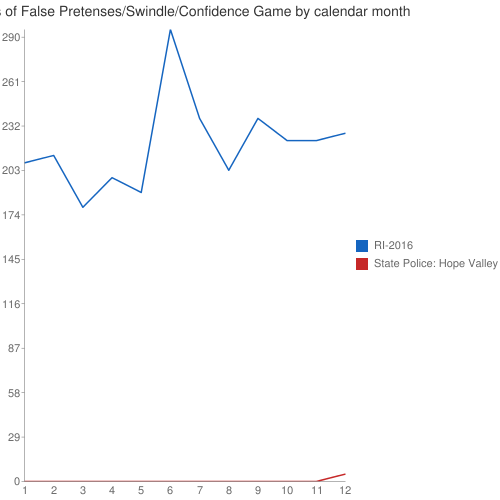 of False Pretenses/Swindle/Confidence Game by calendar month
290
261
232
203
174
145
116
87
58
29
0
1 2 3 4 5 6 7 8 9 10 11 12
RI-2016
State Police: Hope Valley